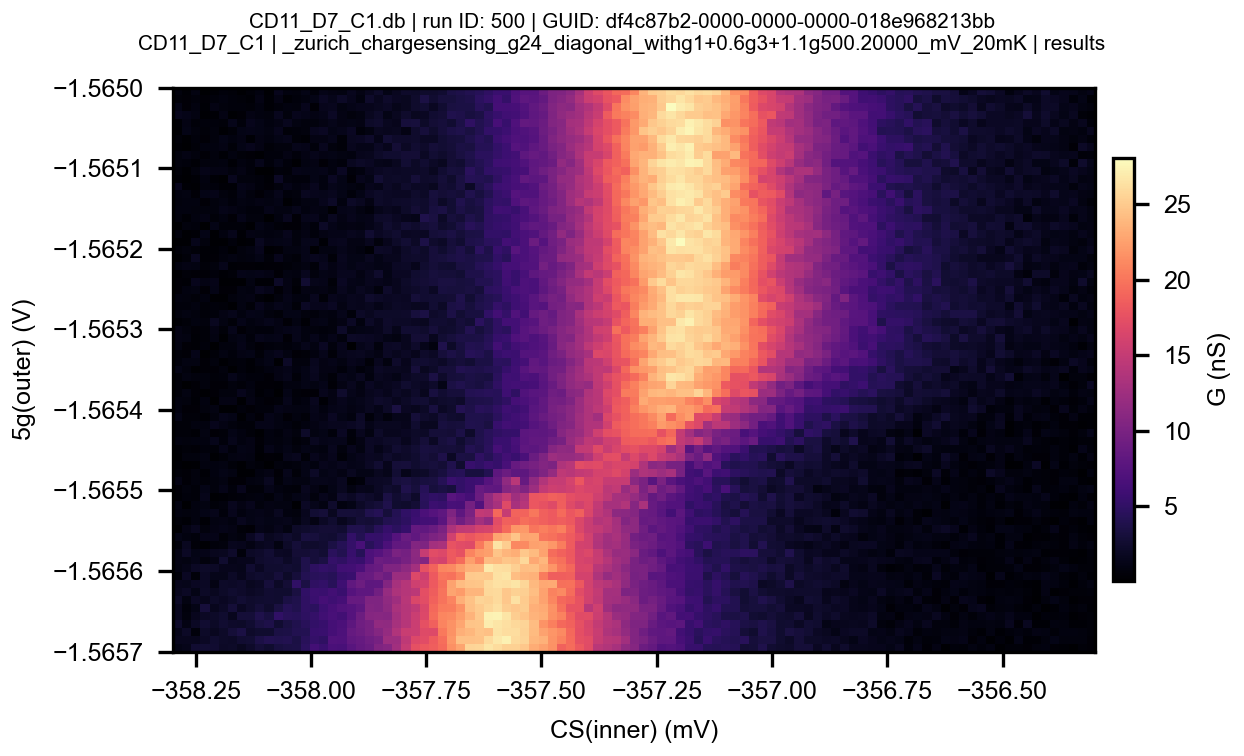 CD11_D7_C1.db | run ID: 500 | GUID: df4c87b2-0000-0000-0000-018e968213bb
CD11_D7_C1 | _zurich_chargesensing_g24_diagonal_withg1+0.6g3+1.1g500.20000_mV_20mK | results
−1.5650
−1.5651
−1.5652
−1.5653
−1.5654
−1.5655
−1.5656
−1.5657
5g(outer) (V)
−358.25 −358.00 −357.75 −357.50 −357.25 −357.00 −356.75 −356.50
CS(inner) (mV)
25
20
15
10
5
G (nS)